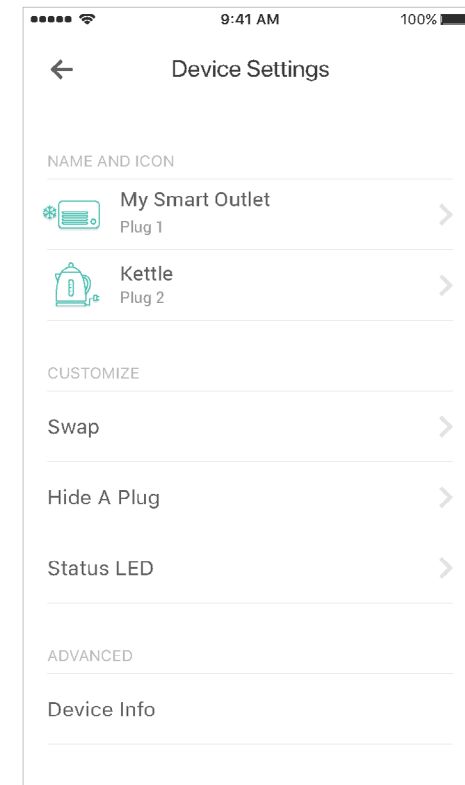 9:41 AM
100%
Device Settings
NAME AND ICON
My Smart Outlet
Plug 1
Kettle
Plug 2
CUSTOMIZE
Swap
Hide A Plug
Status LED
ADVANCED
Device Info